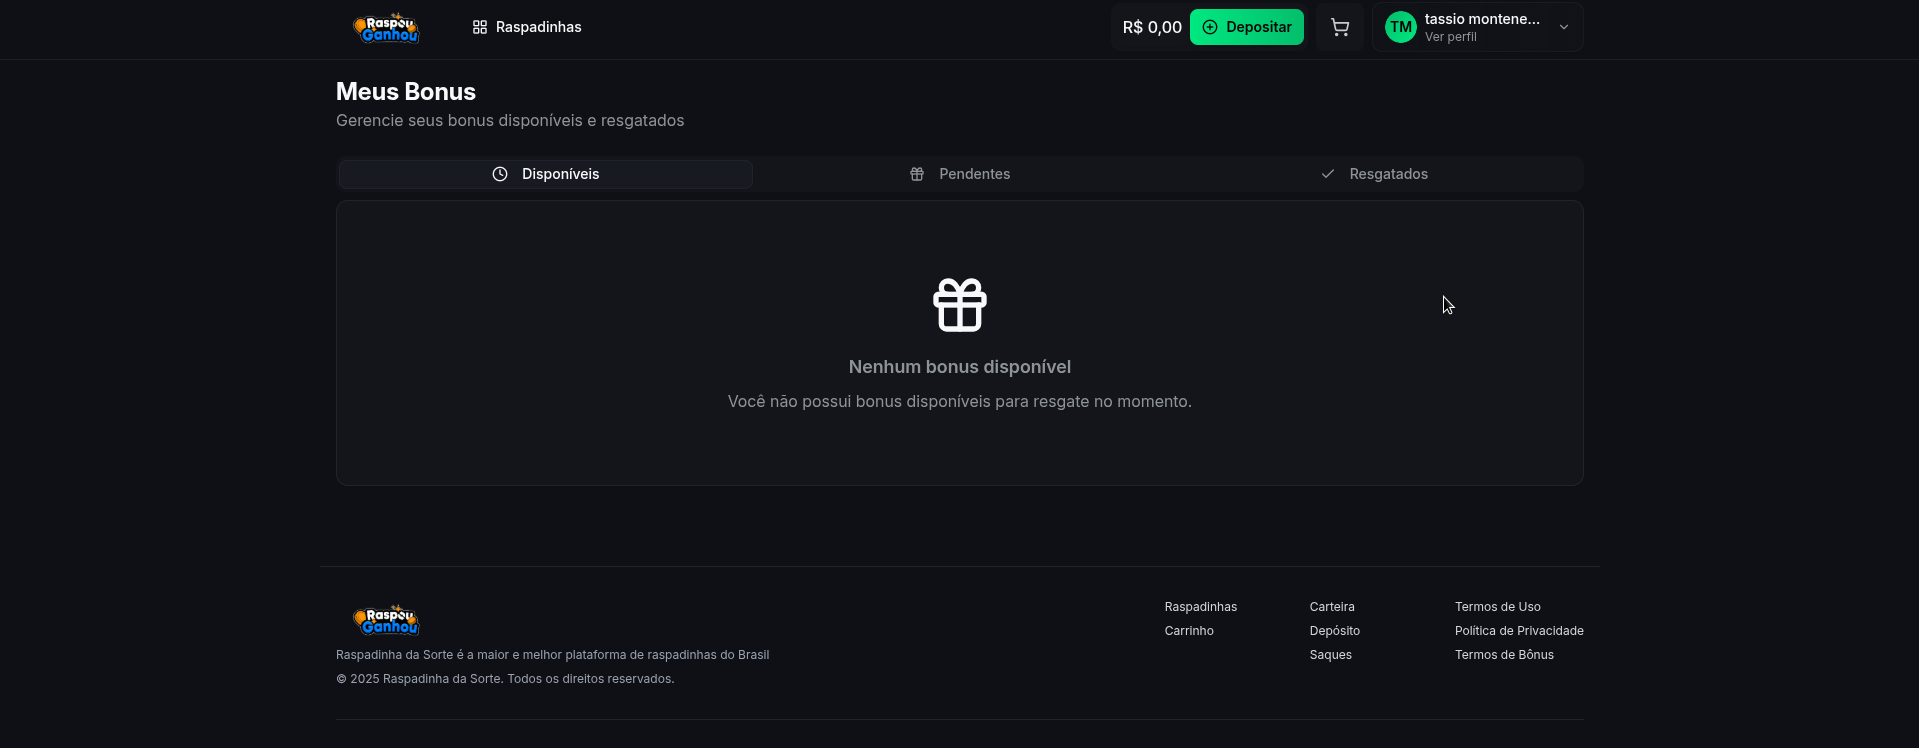 Raspou
Ganhou
Raspadinhas
R$ 0,00
Depositar
TM
tassio montene...
Ver perfil
Meus Bonus
Gerencie seus bonus disponíveis e resgatados
Disponíveis
Pendentes
Resgatados
Nenhum bonus disponível
Você não possui bonus disponíveis para resgate no momento.
Raspou
Ganhou
Raspadinha da Sorte é a maior e melhor plataforma de raspadinhas do Brasil
© 2025 Raspadinha da Sorte. Todos os direitos reservados.
Raspadinhas
Carrinho
Carteira
Depósito
Saques
Termos de Uso
Política de Privacidade
Termos de Bônus